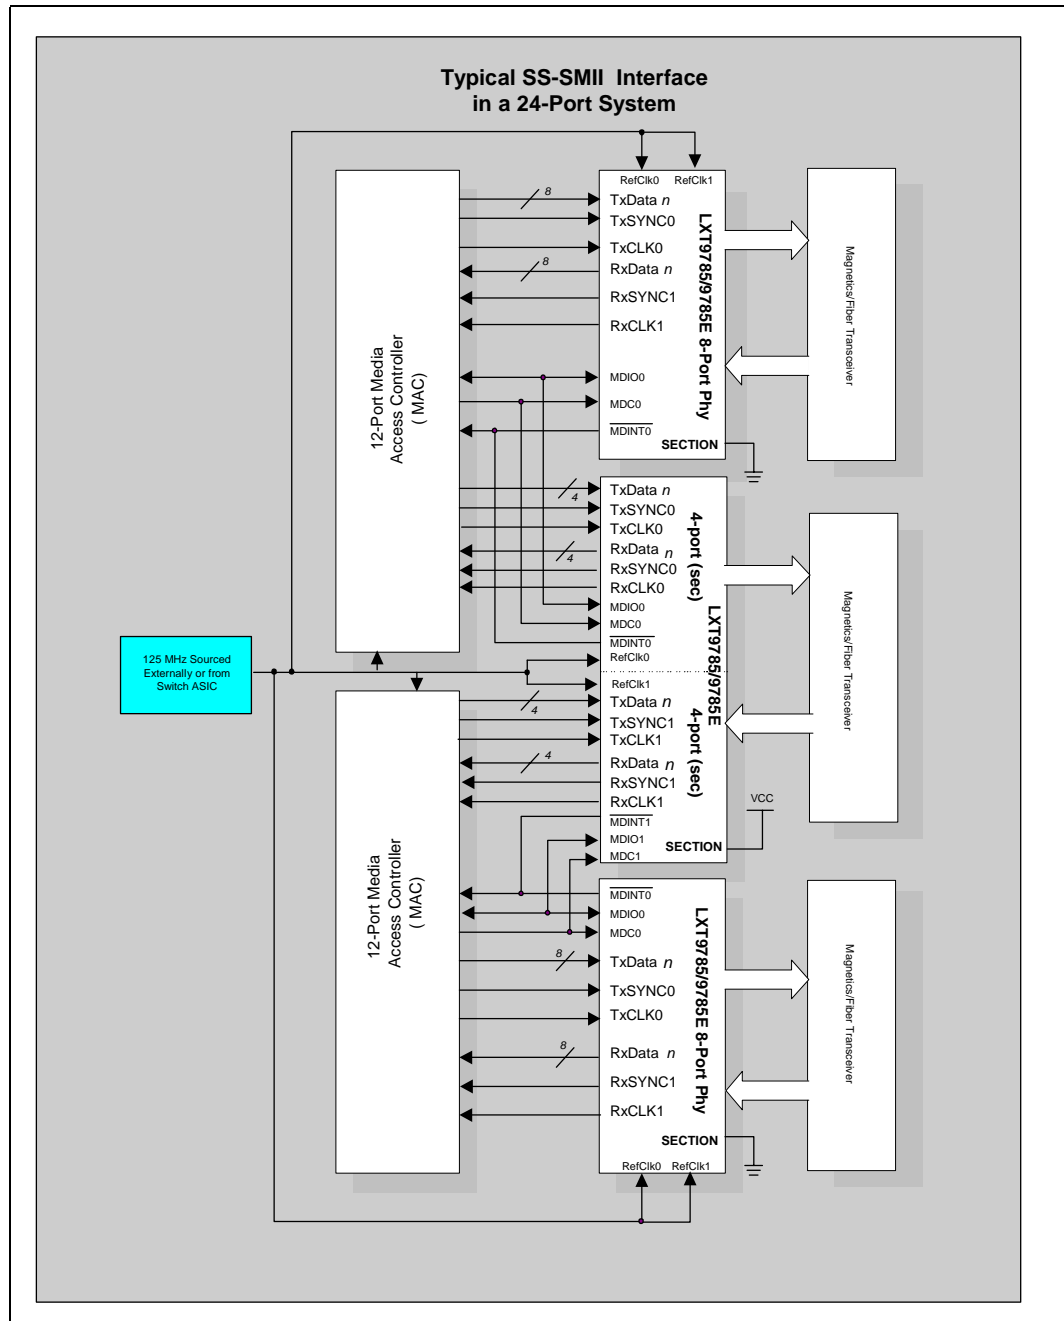 Typical SS-SMII Interface
in a 24-Port System
RefClk0 RefClk1
8
TxData n
TxSYNC0
TxCLK0
8
RxData n
RxSYNC1
RxCLK1
MDIO0
MDC0
MDINT0
SECTION
LXT9785/9785E 8-Port Phy
Magnetics/Fiber Transceiver
12-Port Media
Access Controller
( MAC)
4
TxData n
TxSYNC0
TxCLK0
4
RxData n
RxSYNC0
RxCLK0
MDIO0
MDC0
MDINT0
RefClk0
4-port (sec)
LXT9785/9785E
Magnetics/Fiber Transceiver
125 MHz Sourced
Externally or from
Switch ASIC
RefClk1
4
TxData n
TxSYNC1
TxCLK1
4
RxData n
RxSYNC1
RxCLK1
MDINT1
MDIO1
MDC1
4-port (sec)
SECTION
VCC
12-Port Media
Access Controller
( MAC)
MDINT0
MDIO0
MDC0
8
TxData n
TxSYNC0
TxCLK0
8
RxData n
RxSYNC1
RxCLK1
SECTION
RefClk0 RefClk1
LXT9785/9785E 8-Port Phy
Magnetics/Fiber Transceiver